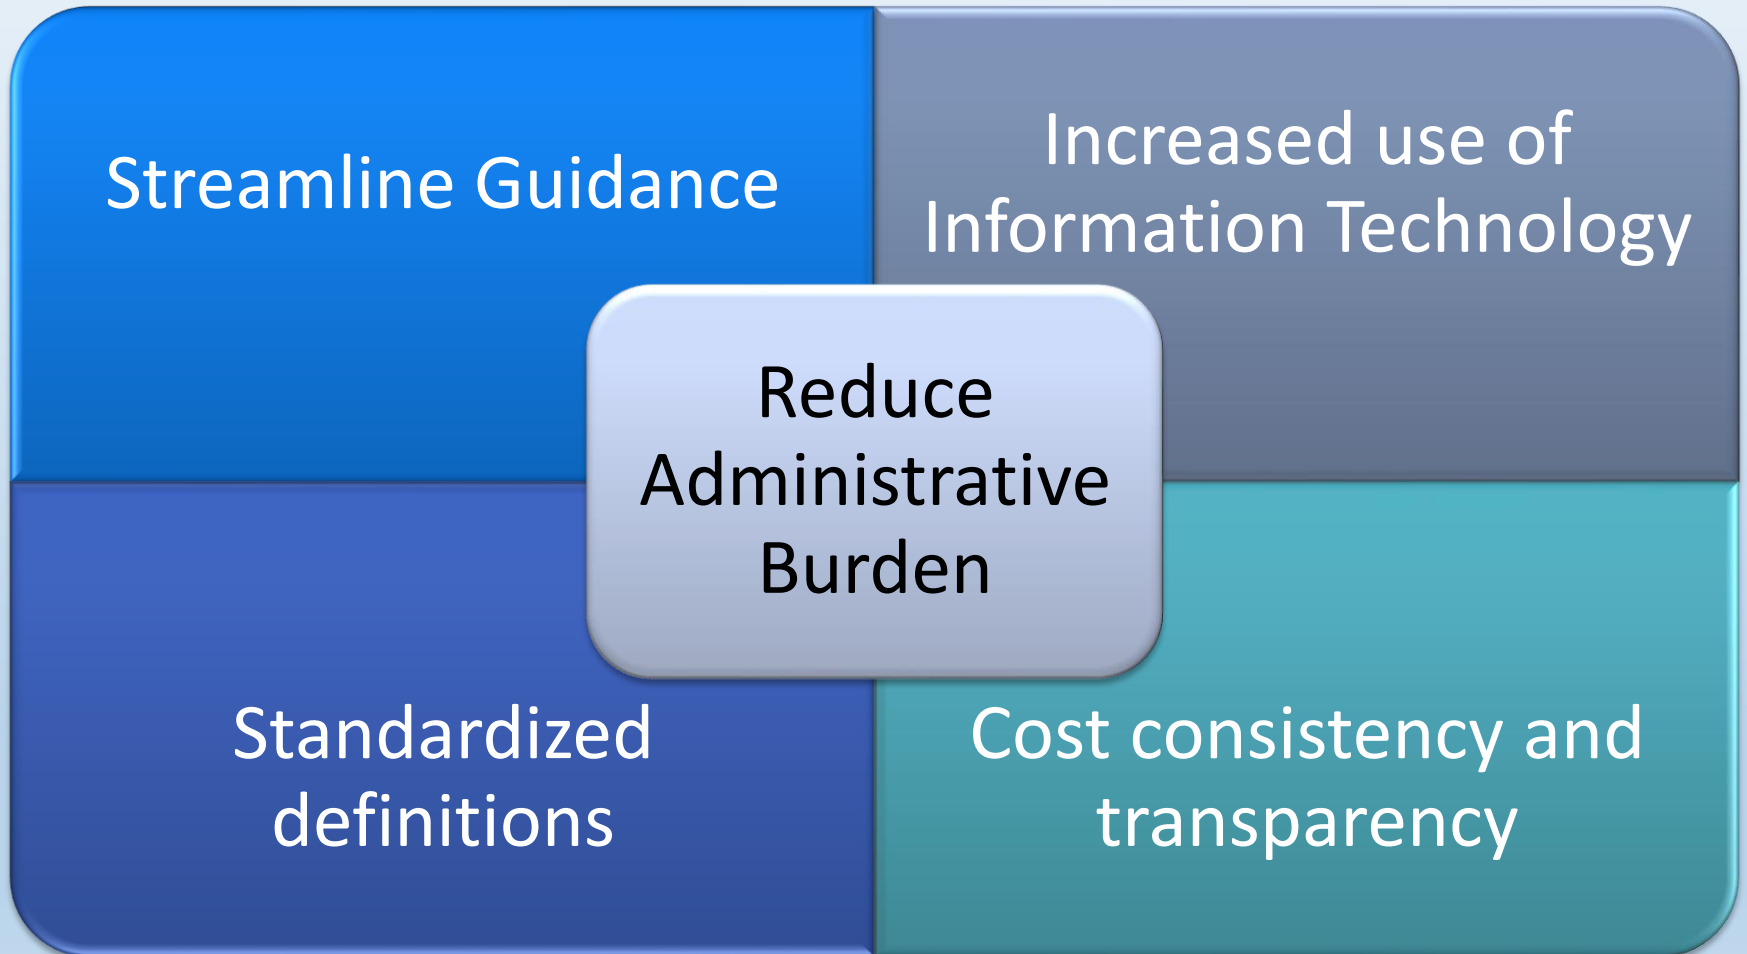 Streamline Guidance
Increased use of
Information Technology
Reduce
Administrative
Burden
Standardized
definitions
Cost consistency and
transparency